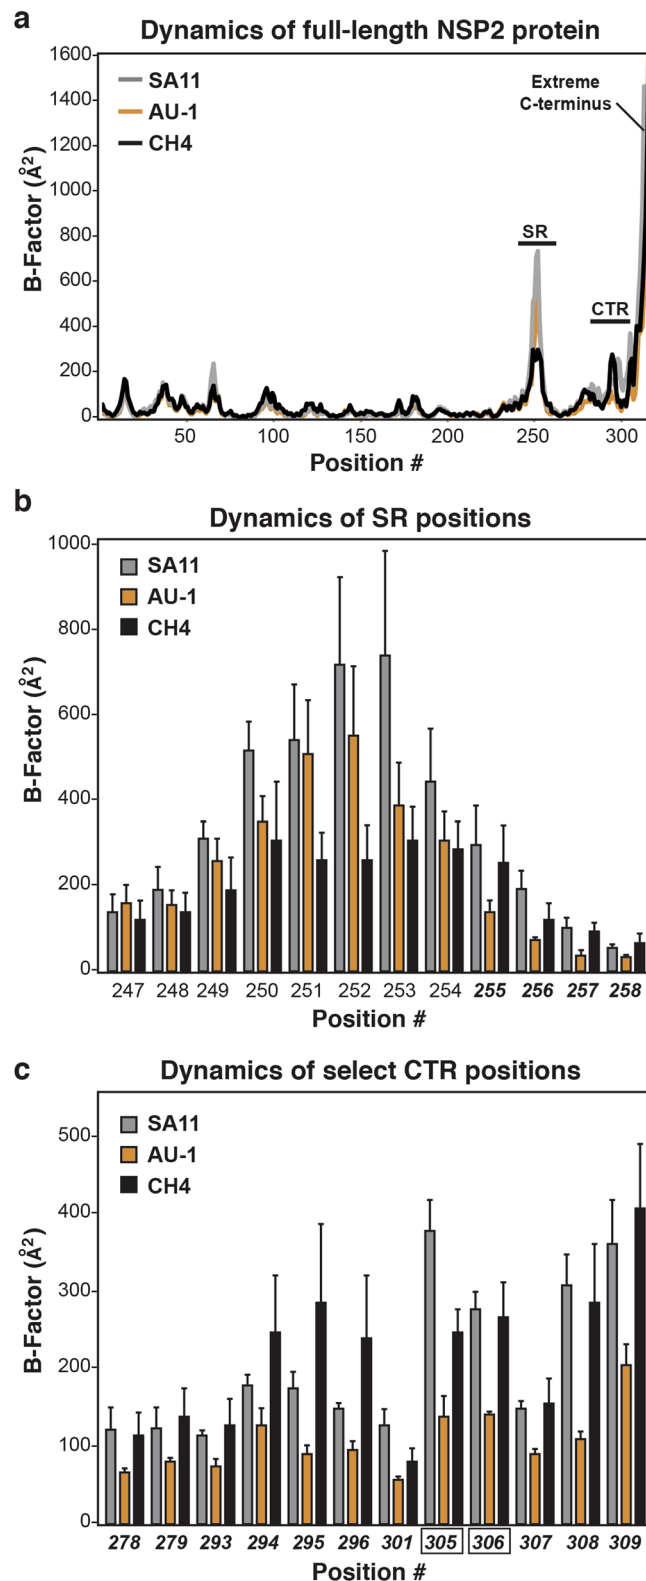 a
Dynamics of full-length NSP2 protein
1600
1400
1200
1000
800
600
400
200
0
B-Factor (Å²)
SA11
AU-1
CH4
Extreme
C-terminus
SR
CTR
50 100 150 200 250 300
Position #
b
Dynamics of SR positions
1000
800
600
400
200
0
B-Factor (Å²)
SA11
AU-1
CH4
247 248 249 250 251 252 253 254 255 256 257 258
Position #
c
Dynamics of select CTR positions
500
400
300
200
100
0
B-Factor (Å²)
SA11
AU-1
CH4
278 279 293 294 295 296 301 305 306 307 308 309
Position #